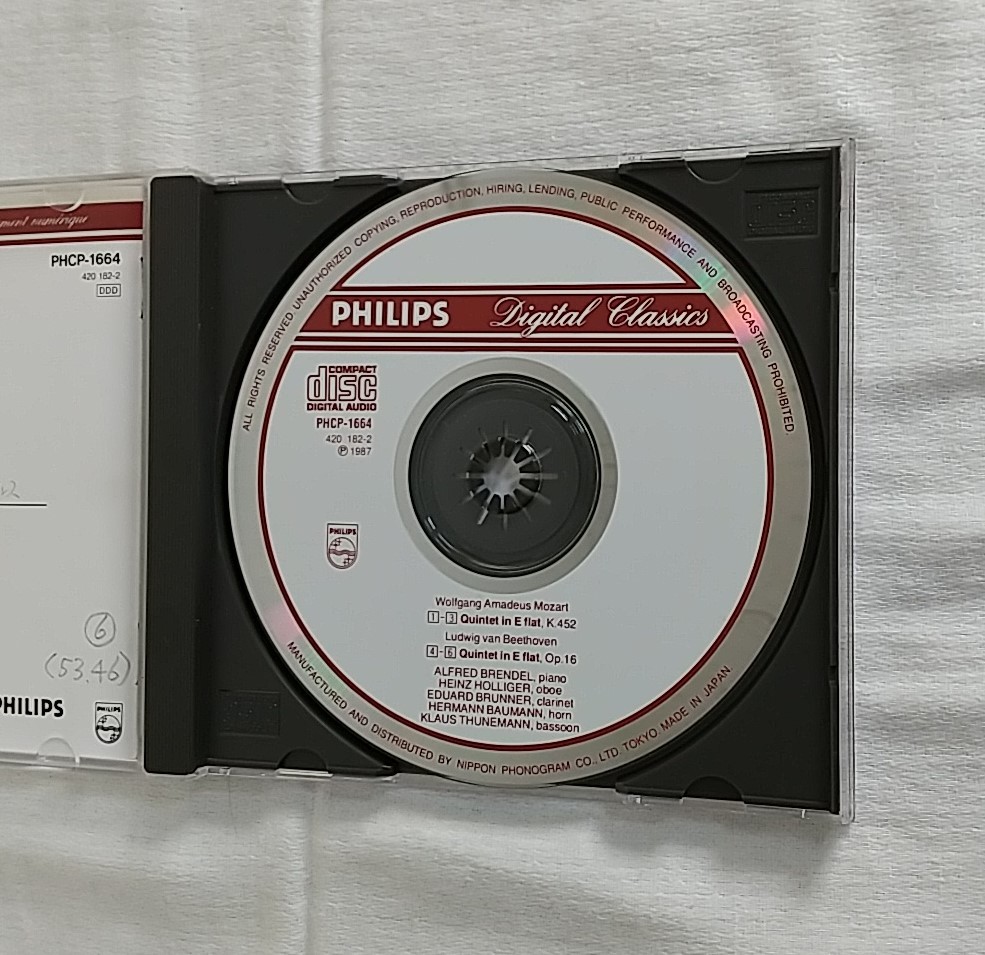 ment numérique
PHCP-1664
420 182-2
DDD
6
(53.46)
PHILIPS
PHILIPS
ALL RIGHTS RESERVED. UNAUTHORIZED COPYING, REPRODUCTION, HIRING, LENDING, PUBLIC PERFORMANCE AND BROADCASTING PROHIBITED.
PHILIPS Digital Classics
COMPACT
disc
DIGITAL AUDIO
PHCP-1664
420 182-2
℗ 1987
PHILIPS
Wolfgang Amadeus Mozart
1-3 Quintet in E flat, K.452
Ludwig van Beethoven
4-6 Quintet in E flat, Op.16
ALFRED BRENDEL, piano
HEINZ HOLLIGER, oboe
EDUARD BRUNNER, clarinet
HERMANN BAUMANN, horn
KLAUS THUNEMANN, bassoon
MANUFACTURED AND DISTRIBUTED BY NIPPON PHONOGRAM CO., LTD. TOKYO. MADE IN JAPAN.